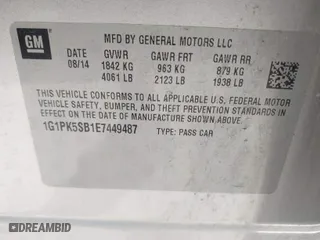 GM
MFD BY GENERAL MOTORS LLC
DATE GVWR GAWR FRT GAWR RR
08/14 1842 KG 963 KG 879 KG
4061 LB 2123 LB 1938 LB
THIS VEHICLE CONFORMS TO ALL APPLICABLE U.S. FEDERAL MOTOR
VEHICLE SAFETY, BUMPER, AND THEFT PREVENTION STANDARDS IN
EFFECT ON THE DATE OF MANUFACTURE SHOWN ABOVE.
1G1PK5SB1E7449487 TYPE: PASS CAR
AUTOBIDMASTER